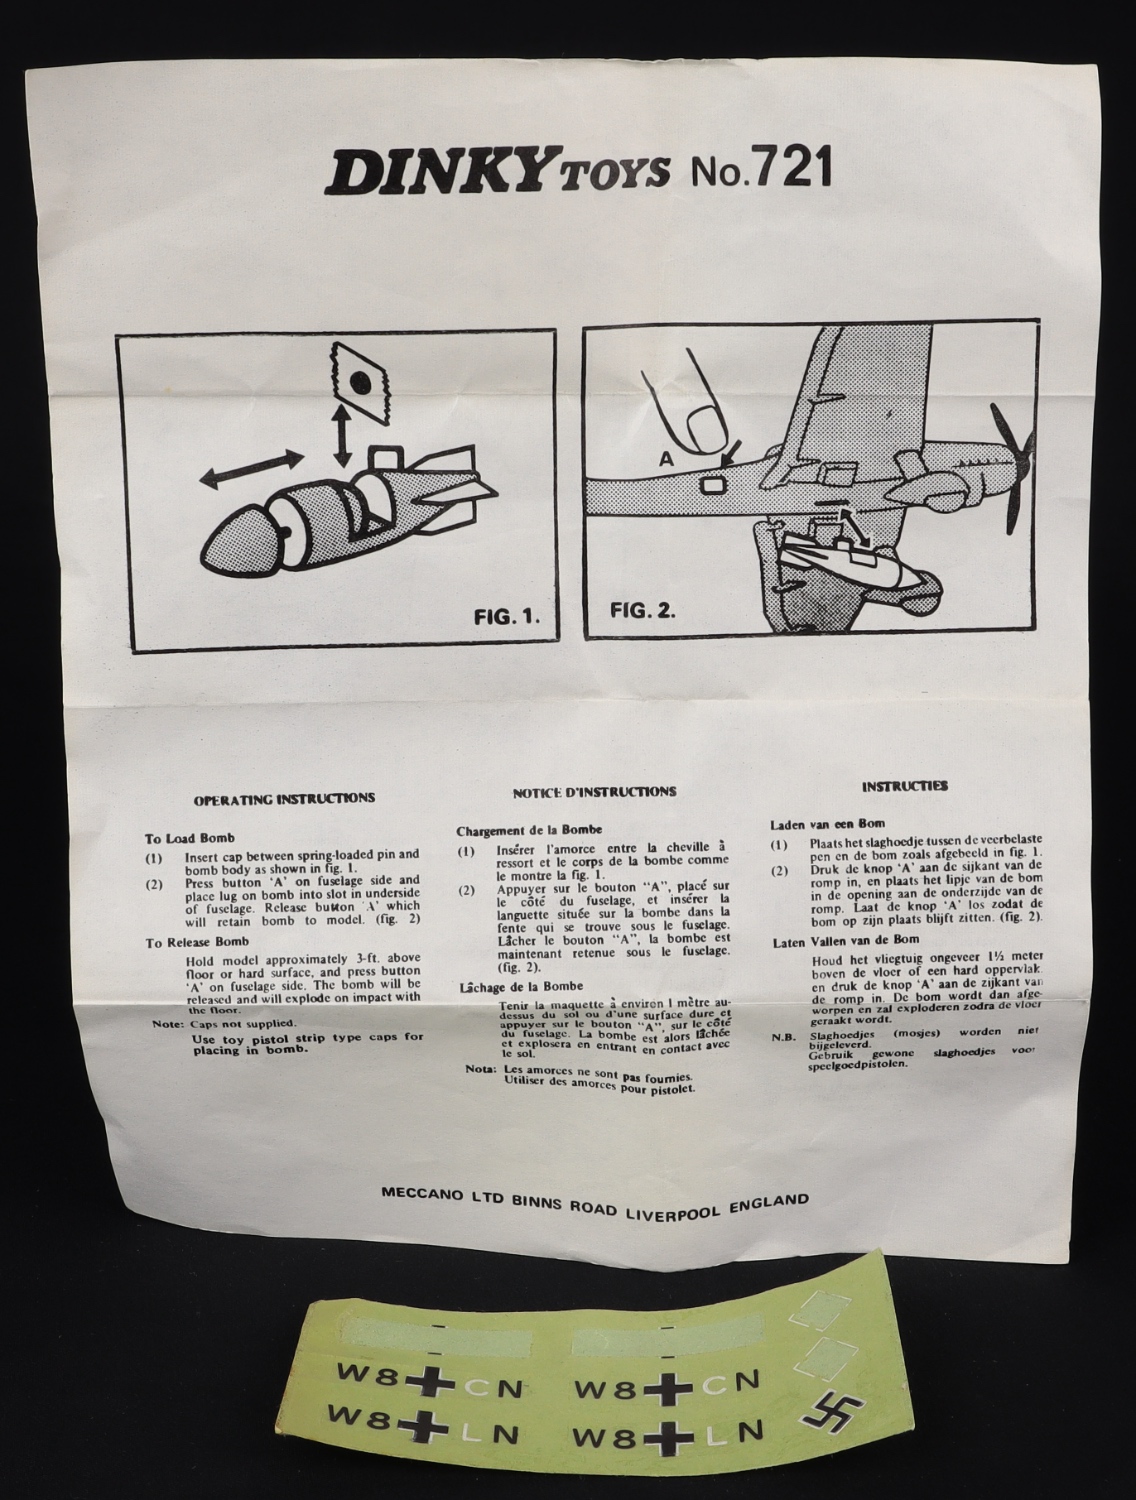 DINKY TOYS No.721
A
FIG. 1.
FIG. 2.
OPERATING INSTRUCTIONS
To Load Bomb
(1) Insert cap between spring-loaded pin and
bomb body as shown in fig. 1.
(2) Press button 'A' on fuselage side and
place lug on bomb into slot in underside
of fuselage. Release button 'A' which
will retain bomb to model. (fig. 2)
To Release Bomb
Hold model approximately 3-ft. above
floor or hard surface, and press button
'A' on fuselage side. The bomb will be
released and will explode on impact with
the floor.
Note: Caps not supplied.
Use toy pistol strip type caps for
placing in bomb.
NOTICE D'INSTRUCTIONS
Chargement de la Bombe
(1) Insérer l'amorce entre la cheville à
ressort et le corps de la bombe comme
le montre la fig. 1.
(2) Appuyer sur le bouton "A", placé sur
le côté du fuselage, et insérer la
languette située sur la bombe dans la
fente qui se trouve sous le fuselage.
Lâcher le bouton "A", la bombe est
maintenant retenue sous le fuselage.
(fig. 2).
Lâchage de la Bombe
Tenir la maquette à environ 1 mètre au-
dessus du sol ou d'une surface dure et
appuyer sur le bouton "A", sur le côté
du fuselage. La bombe est alors lâchée
et explosera en entrant en contact avec
le sol.
Nota: Les amorces ne sont pas fournies.
Utiliser des amorces pour pistolet.
INSTRUCTIES
Laden van een Bom
(1) Plaats het slaghoedje tussen de veerbelaste
pen en de bom zoals afgebeeld in fig. 1.
(2) Druk de knop 'A' aan de sijkant van de
romp in, en plaats het lipje van de bom
in de opening aan de onderzijde van de
romp. Laat de knop 'A' los zodat de
bom op zijn plaats blijft zitten. (fig. 2).
Laten Vallen van de Bom
Houd het vliegtuig ongeveer 1½ meter
boven de vloer of een hard oppervlak
en druk de knop 'A' aan de zijkant van
de romp in. De bom wordt dan afge-
worpen en zal exploderen zodra de vloer
geraakt wordt.
N.B. Slaghoedjes (mosjes) worden niet
bijgeleverd.
Gebruik gewone slaghoedjes voor
speelgoedpistolen.
MECCANO LTD BINNS ROAD LIVERPOOL ENGLAND
W8 CN W8 CN
W8 LN W8 LN